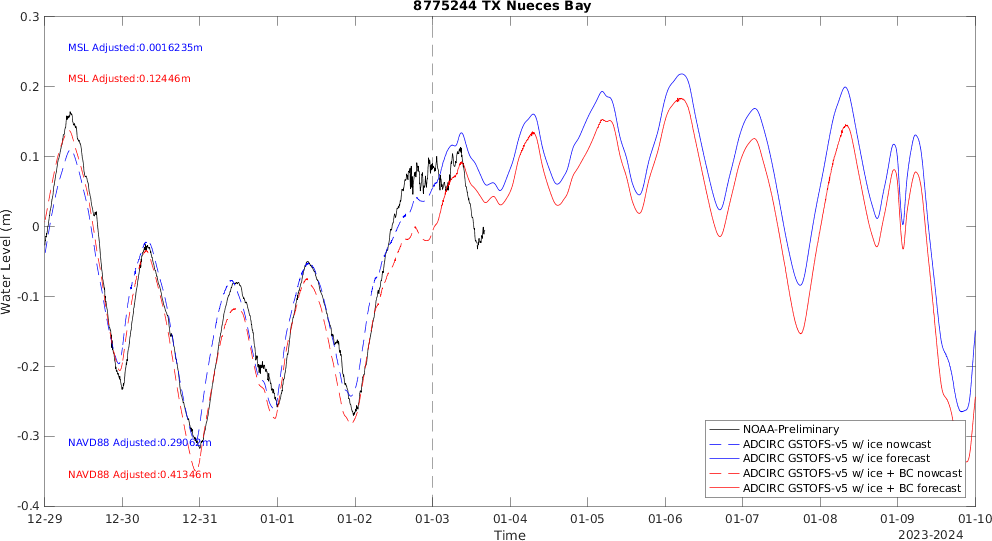 8775244 TX Nueces Bay
0.3
0.2
0.1
0
-0.1
-0.2
-0.3
-0.4
Water Level (m)
MSL Adjusted:0.0016235m
MSL Adjusted:0.12446m
NAVD88 Adjusted:0.29062m
NAVD88 Adjusted:0.41346m
NOAA-Preliminary
ADCIRC GSTOFS-v5 w/ ice nowcast
ADCIRC GSTOFS-v5 w/ ice forecast
ADCIRC GSTOFS-v5 w/ ice + BC nowcast
ADCIRC GSTOFS-v5 w/ ice + BC forecast
12-29 12-30 12-31 01-01 01-02 01-03 01-04 01-05 01-06 01-07 01-08 01-09 01-10
Time
2023-2024